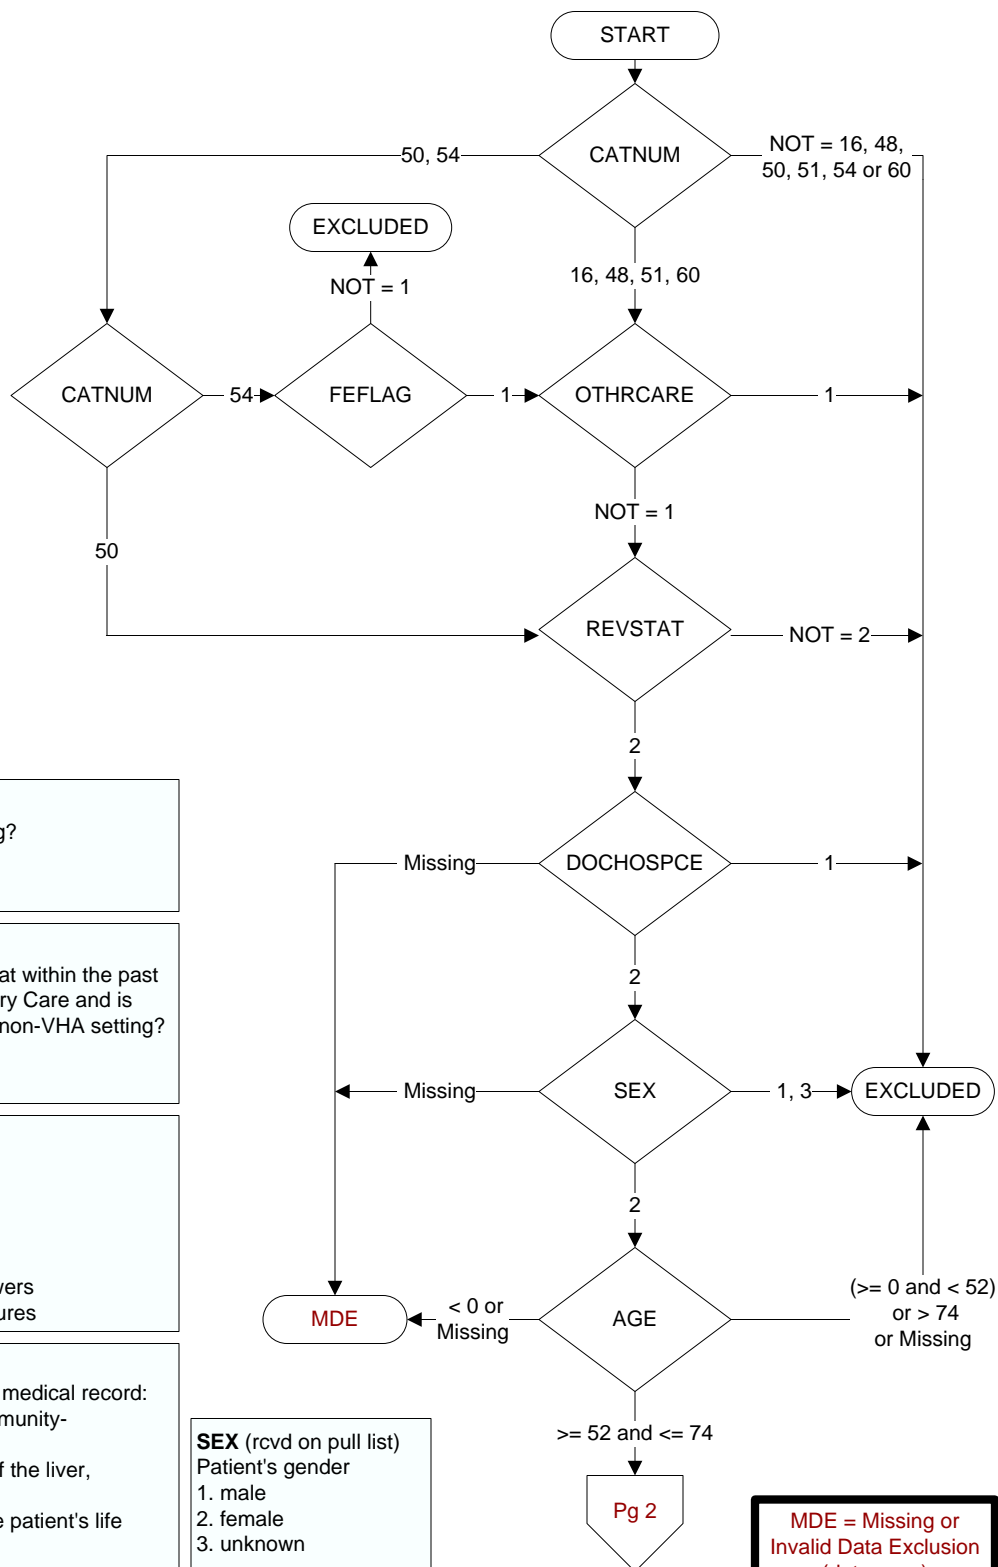 START
CATNUM
50, 54
NOT = 16, 48,
50, 51, 54 or 60
EXCLUDED
NOT = 1
16, 48, 51, 60
CATNUM
54
FEFLAG
1
OTHRCARE
1
NOT = 1
50
REVSTAT
NOT = 2
2
g?
Missing
DOCHOSPCE
1
at within the past
ry Care and is
non-VHA setting?
2
Missing
SEX
1, 3
EXCLUDED
2
vers
ures
MDE
< 0 or
Missing
AGE
(>= 0 and < 52)
or > 74
or Missing
medical record:
munity-
f the liver,
e patient's life
SEX (rcvd on pull list)
Patient's gender
1. male
2. female
3. unknown
>= 52 and <= 74
Pg 2
MDE = Missing or
Invalid Data Exclusion